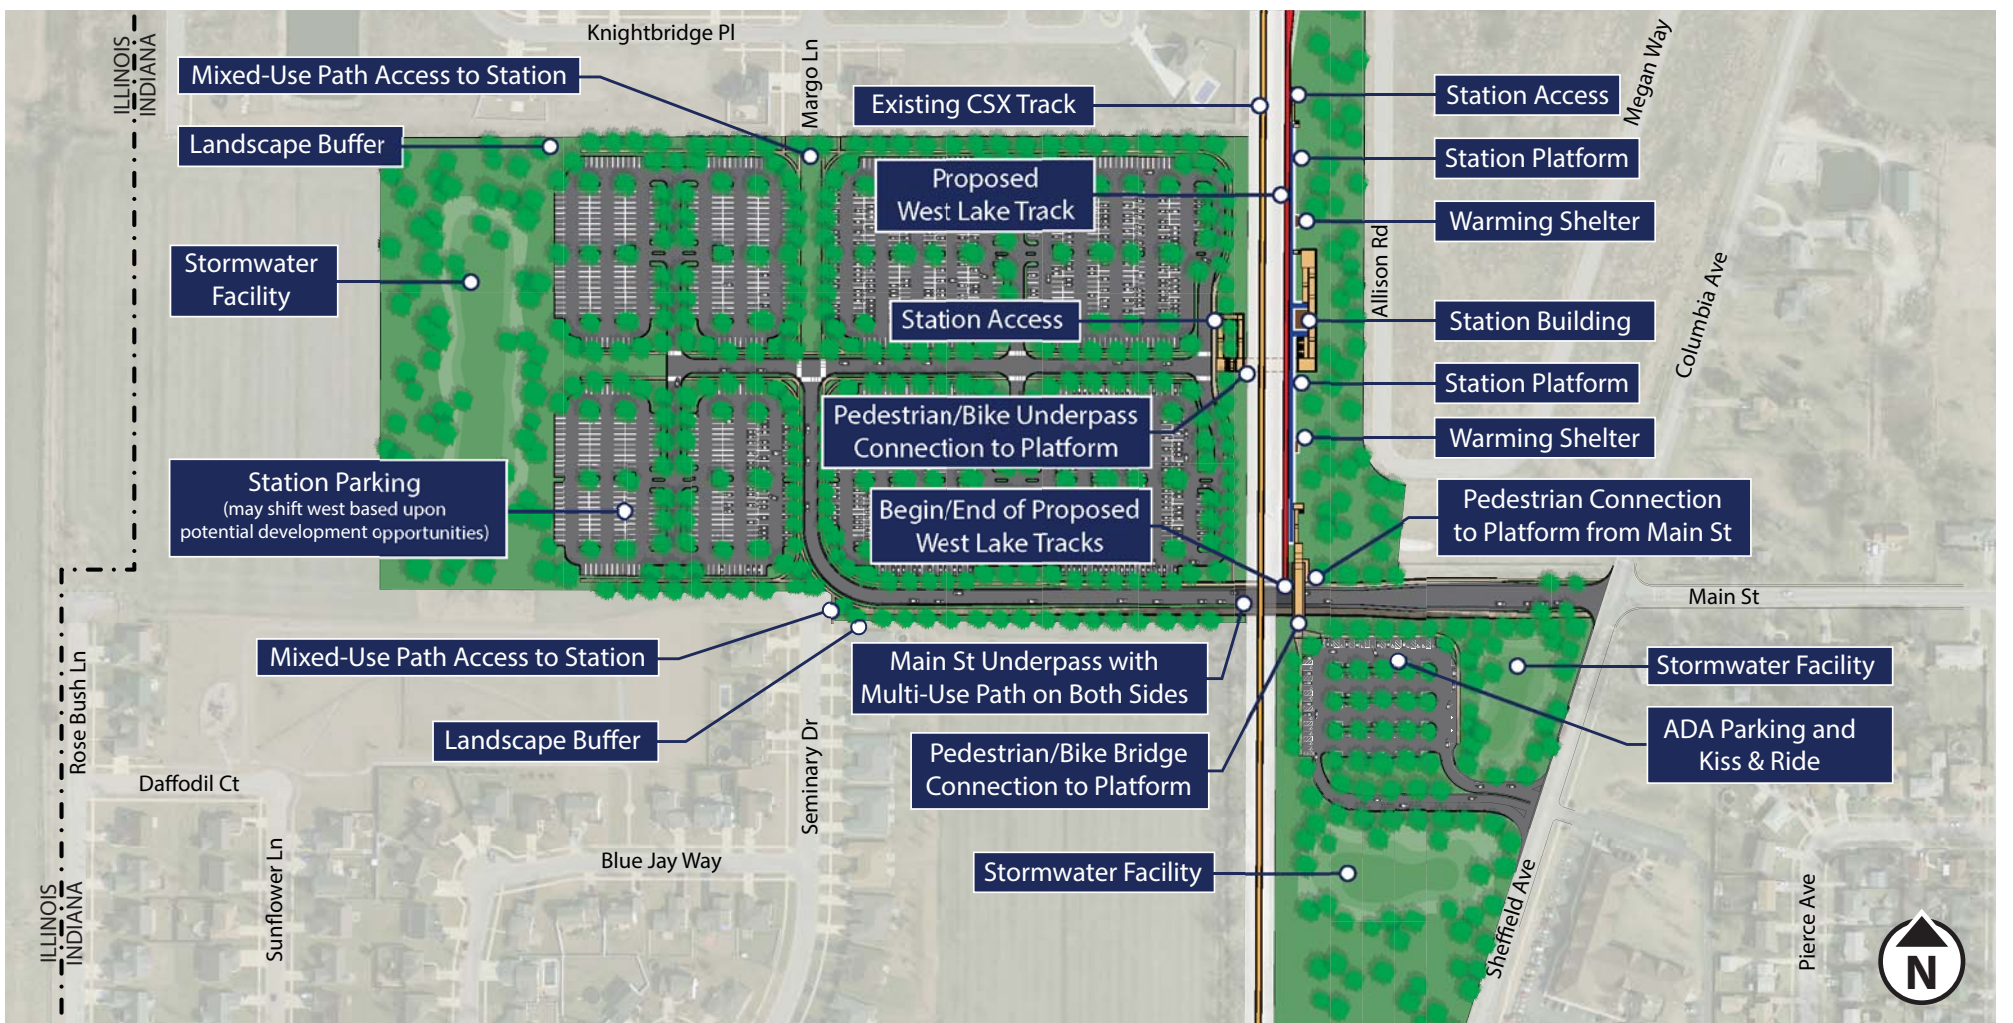 Knightbridge Pl
Margo Ln
Megan Way
ILLINOIS
INDIANA
Mixed-Use Path Access to Station
Existing CSX Track
Station Access
Landscape Buffer
Station Platform
Proposed
West Lake Track
Warming Shelter
Stormwater
Facility
Allison Rd
Columbia Ave
Station Access
Station Building
Station Platform
Pedestrian/Bike Underpass
Connection to Platform
Warming Shelter
Station Parking
(may shift west based upon
potential development opportunities)
Begin/End of Proposed
West Lake Tracks
Pedestrian Connection
to Platform from Main St
Main St
Mixed-Use Path Access to Station
Main St Underpass with
Multi-Use Path on Both Sides
Stormwater Facility
Rose Bush Ln
Landscape Buffer
Seminary Dr
Pedestrian/Bike Bridge
Connection to Platform
ADA Parking and
Kiss & Ride
Daffodil Ct
Sunflower Ln
Blue Jay Way
Stormwater Facility
Sheffield Ave
Pierce Ave
ILLINOIS
INDIANA
N